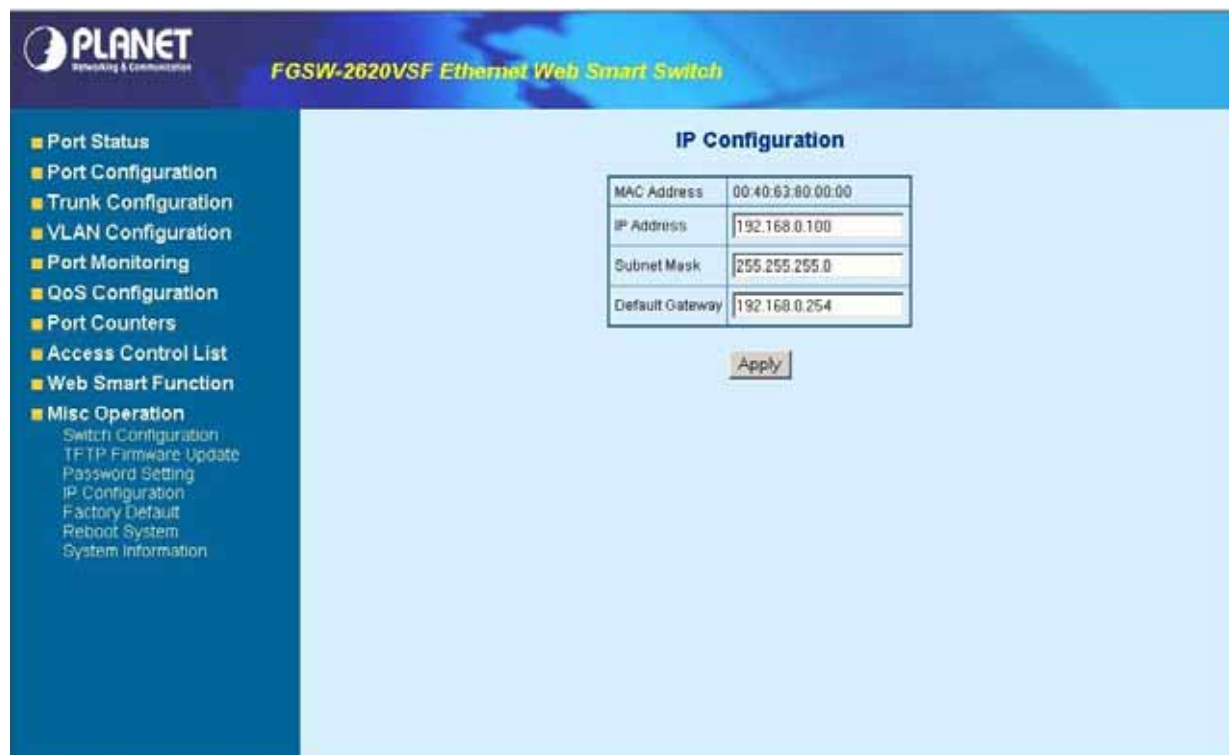 PLANET
Networking & Communication
FGSW-2620VSF Ethernet Web Smart Switch
Port Status
Port Configuration
Trunk Configuration
VLAN Configuration
Port Monitoring
QoS Configuration
Port Counters
Access Control List
Web Smart Function
Misc Operation
Switch Configuration
TFTP Firmware Update
Password Setting
IP Configuration
Factory Default
Reboot System
System Information
IP Configuration
MAC Address 00:40:63:80:00:00
IP Address 192.168.0.100
Subnet Mask 255.255.255.0
Default Gateway 192.168.0.254
Apply